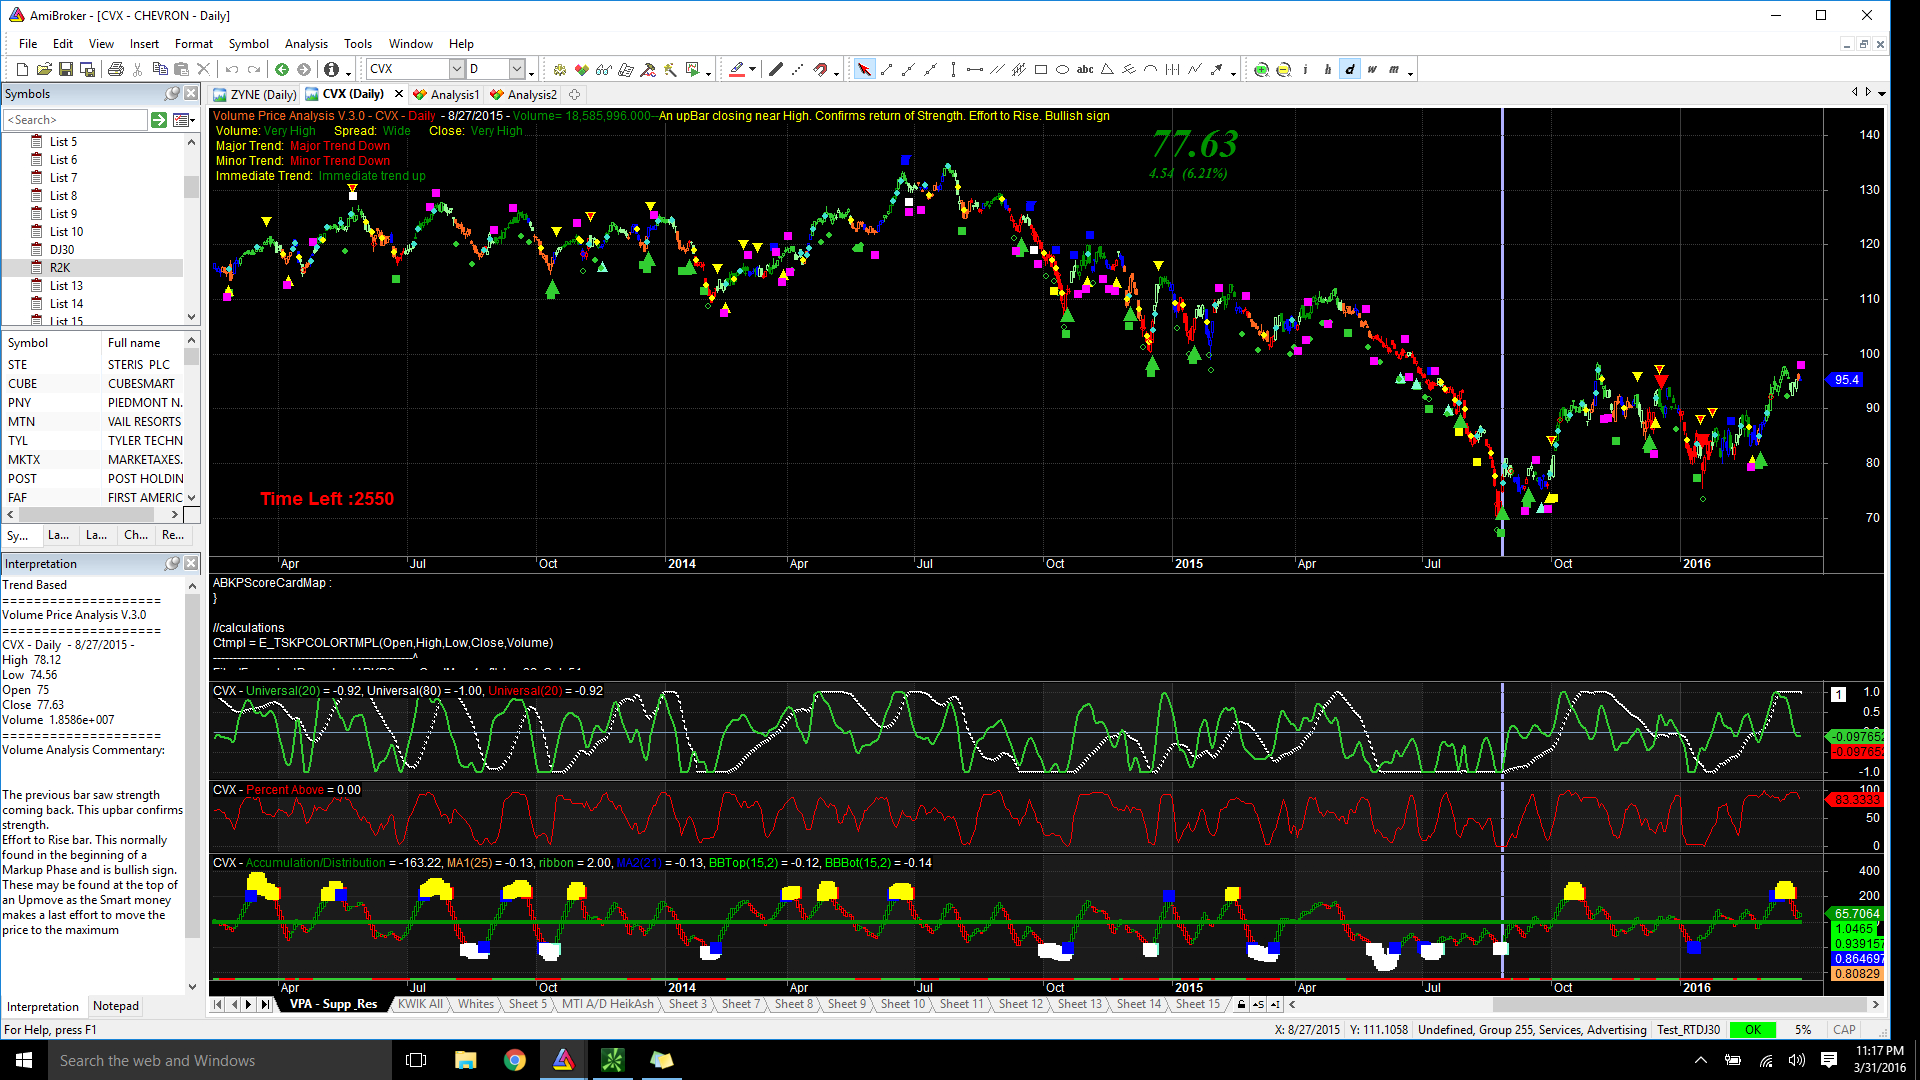 AmiBroker - [CVX - CHEVRON - Daily]
File Edit View Insert Format Symbol Analysis Tools Window Help
CVX D abc i h d w m
Symbols
ZYNE (Daily) CVX (Daily) Analysis1 Analysis2
<Search>
List 5
List 6
List 7
List 8
List 9
List 10
DJ30
R2K
List 13
List 14
List 15
Symbol Full name
STE STERIS PLC
CUBE CUBESMART
PNY PIEDMONT N.
MTN VAIL RESORTS
TYL TYLER TECHN
MKTX MARKETAXES.
POST POST HOLDIN
FAF FIRST AMERIC
Sy... La... La... Ch... Re...
Interpretation
Trend Based
====================
Volume Price Analysis V.3.0
====================
CVX - Daily - 8/27/2015 -
High 78.12
Low 74.56
Open 75
Close 77.63
Volume 1.8586e+007
====================
Volume Analysis Commentary:
The previous bar saw strength
coming back. This upbar confirms
strength.
Effort to Rise bar. This normally
found in the beginning of a
Markup Phase and is bullish sign.
These may be found at the top of
an Upmove as the Smart money
makes a last effort to move the
price to the maximum
Interpretation Notepad
Volume Price Analysis V.3.0 - CVX - Daily - 8/27/2015 - Volume= 18,585,996.000--An upBar closing near High. Confirms return of Strength. Effort to Rise. Bullish sign
Volume: Very High Spread: Wide Close: Very High
Major Trend: Major Trend Down
Minor Trend: Minor Trend Down
Immediate Trend: Immediate trend up
77.63
4.54 (6.21%)
Time Left :2550
140
130
120
110
100
95.4
90
80
70
Apr Jul Oct 2014 Apr Jul Oct 2015 Apr Jul Oct 2016
ABKPScoreCardMap :
}
//calculations
Ctmpl = E_TSKPCOLORTMPL(Open,High,Low,Close,Volume)
CVX - Universal(20) = -0.92, Universal(80) = -1.00, Universal(20) = -0.92
1 1.0
0.5
-0.097652
-0.097652
-1.0
CVX - Percent Above = 0.00
100
83.3333
50
0
CVX - Accumulation/Distribution = -163.22, MA1(25) = -0.13, ribbon = 2.00, MA2(21) = -0.13, BBTop(15,2) = -0.12, BBBot(15,2) = -0.14
400
200
65.7064
1.0465
0.939157
0.864697
0.80829
Apr Jul Oct 2014 Apr Jul Oct 2015 Apr Jul Oct 2016
VPA - Supp_Res KWIK All Whites Sheet 5 MTI A/D HeikAsh Sheet 3 Sheet 7 Sheet 8 Sheet 9 Sheet 10 Sheet 11 Sheet 12 Sheet 13 Sheet 14 Sheet 15
For Help, press F1 X: 8/27/2015 Y: 111.1058 Undefined, Group 255, Services, Advertising Test_RTDJ30 OK 5% CAP
Search the web and Windows
11:17 PM
3/31/2016